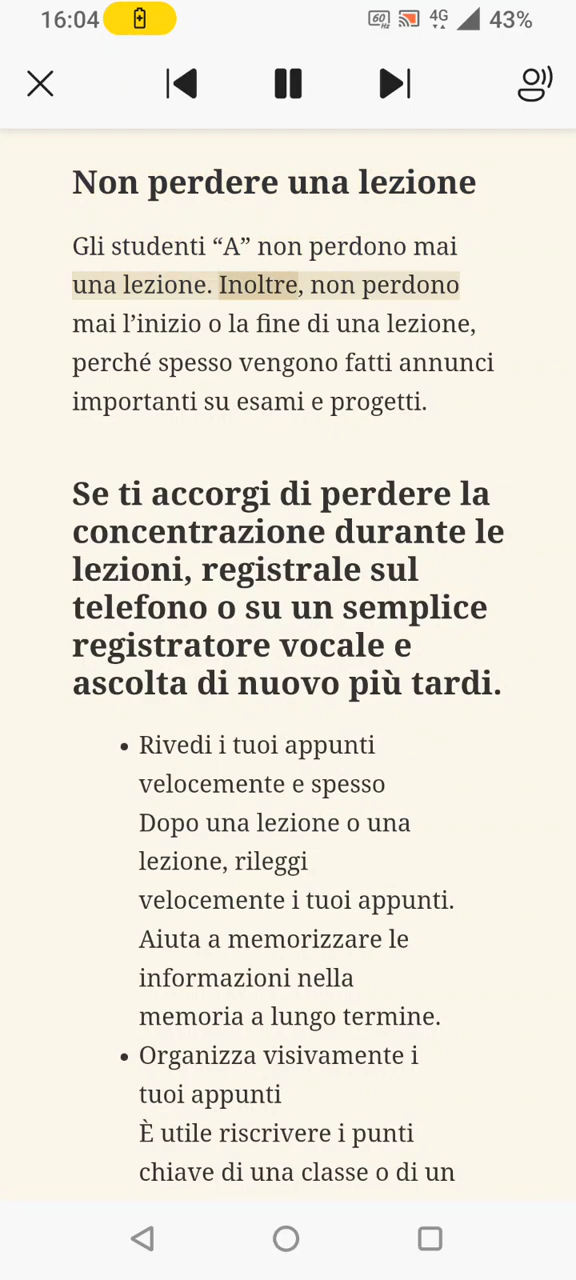 16:04
60 Hz 4G 43%
Non perdere una lezione
Gli studenti “A” non perdono mai
una lezione. Inoltre, non perdono
mai l’inizio o la fine di una lezione,
perché spesso vengono fatti annunci
importanti su esami e progetti.
Se ti accorgi di perdere la
concentrazione durante le
lezioni, registrale sul
telefono o su un semplice
registratore vocale e
ascolta di nuovo più tardi.
• Rivedi i tuoi appunti
velocemente e spesso
Dopo una lezione o una
lezione, rileggi
velocemente i tuoi appunti.
Aiuta a memorizzare le
informazioni nella
memoria a lungo termine.
• Organizza visivamente i
tuoi appunti
È utile riscrivere i punti
chiave di una classe o di un